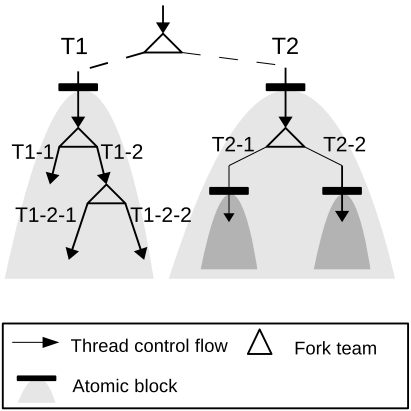 T1 T2
T1-1 T1-2 T2-1 T2-2
T1-2-1 T1-2-2
Thread control flow Fork team
Atomic block